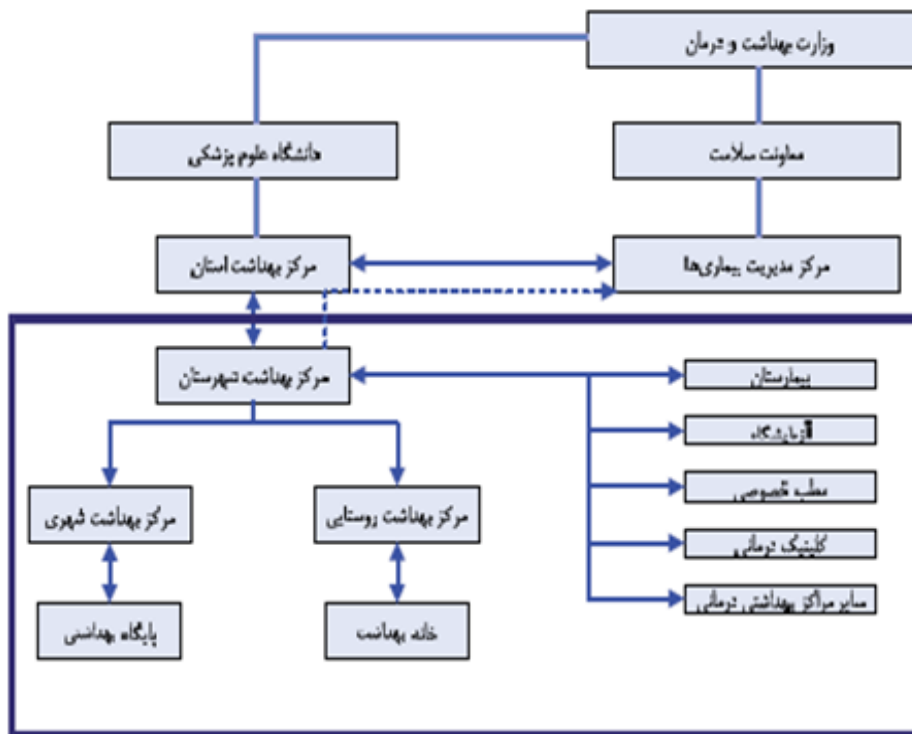 وزارت بهداشت و درمان
معاونت سلامت
دانشگاه علوم پزشکی
مرکز مدیریت بیماری‌ها
مرکز بهداشت استان
مرکز بهداشت شهرستان
بیمارستان
آزمایشگاه
مطب خصوصی
کلینیک درمانی
سایر مراکز بهداشتی درمانی
مرکز بهداشت روستایی
مرکز بهداشت شهری
خانه بهداشت
پایگاه بهداشتی